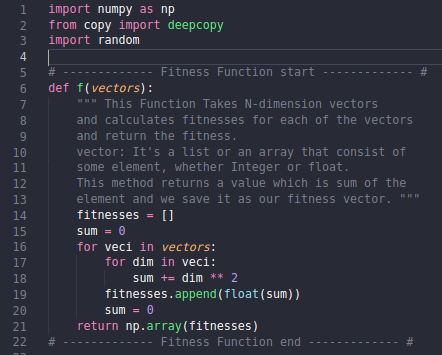 1 import numpy as np
2 from copy import deepcopy
3 import random
4
5 # ------------ Fitness Function start ------------ #
6 def f(vectors):
7     """ This Function Takes N-dimension vectors
8     and calculates fitnesses for each of the vectors
9     and return the fitness.
10     vector: It's a list or an array that consist of
11     some element, whether Integer or float.
12     This method returns a value which is sum of the
13     element and we save it as our fitness vector. """
14     fitnesses = []
15     sum = 0
16     for veci in vectors:
17         for dim in veci:
18             sum += dim ** 2
19         fitnesses.append(float(sum))
20         sum = 0
21     return np.array(fitnesses)
22 # ------------ Fitness Function end ------------ #